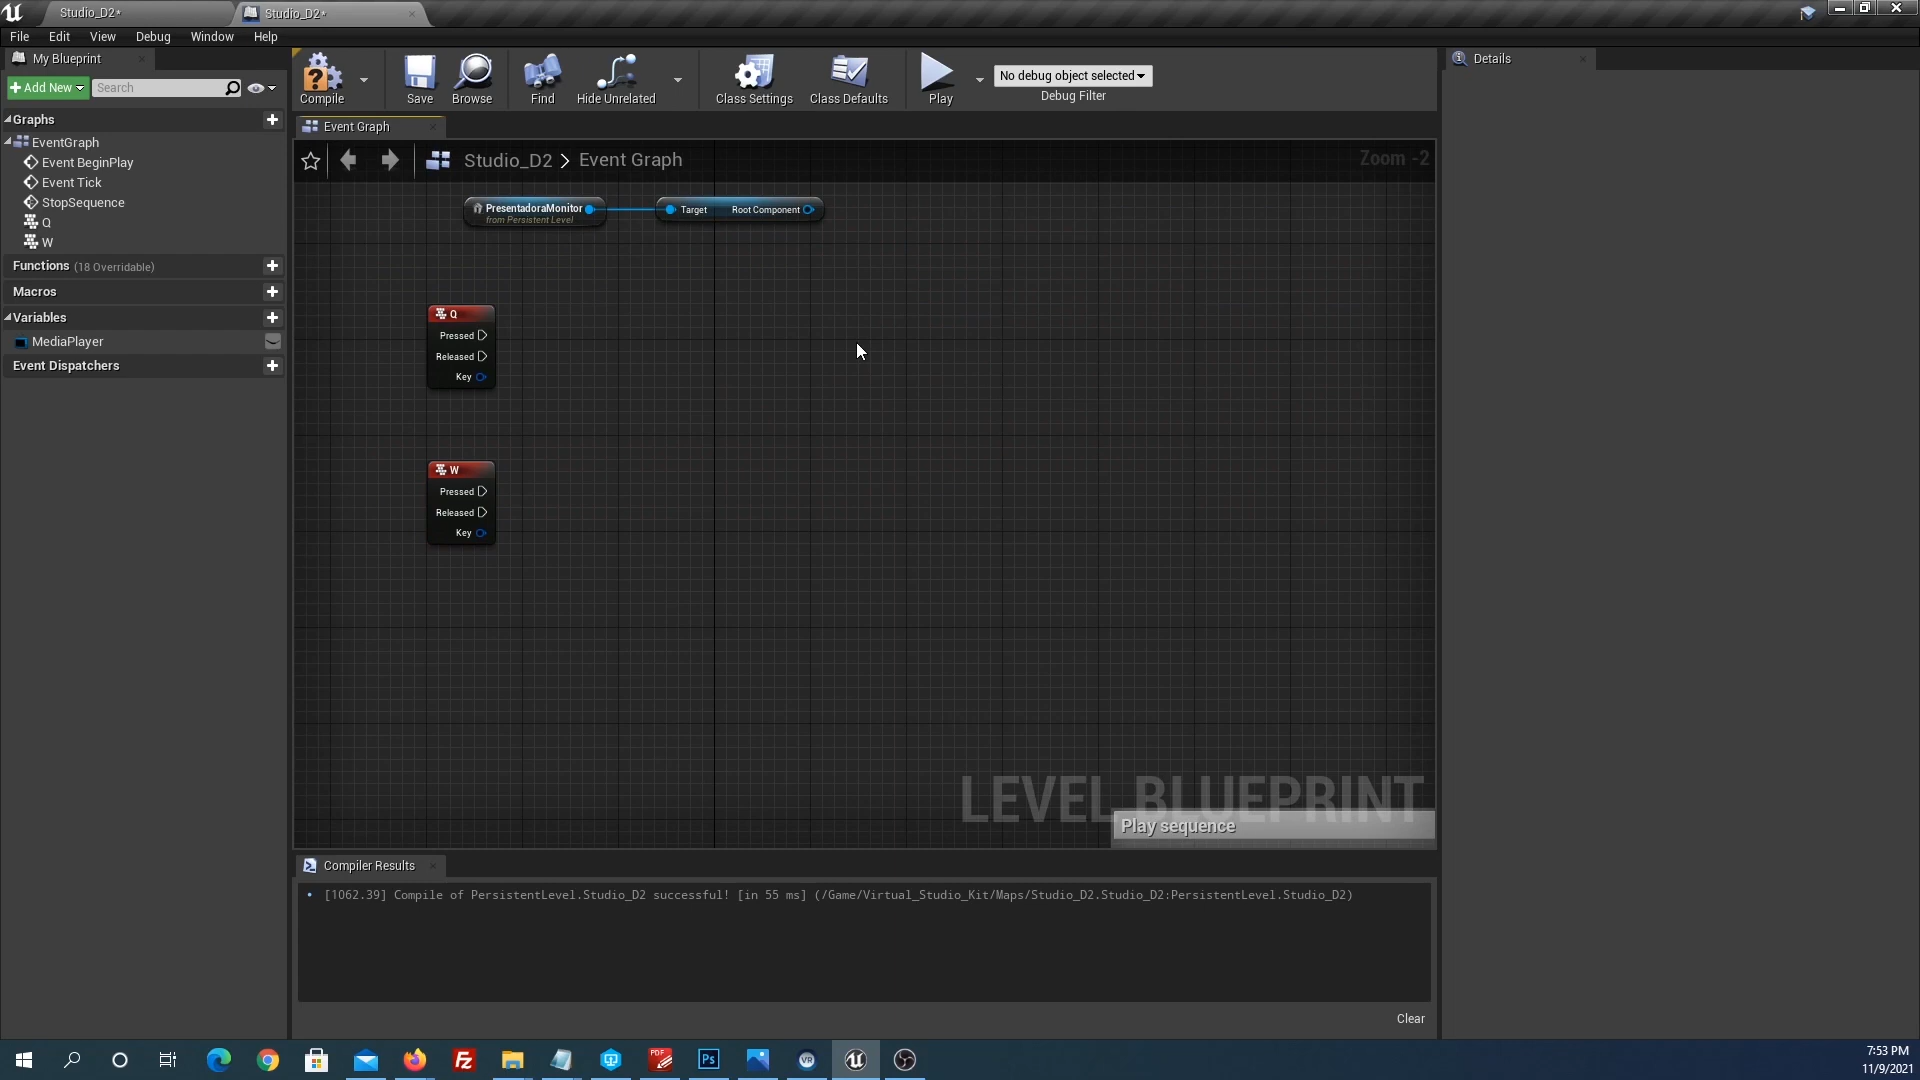 Studio_D2*
Studio_D2*
File Edit View Debug Window Help
My Blueprint
Add New
Search
Compile
Save
Browse
Find
Hide Unrelated
Class Settings
Class Defaults
Play
No debug object selected
Debug Filter
Details
Graphs
EventGraph
Event BeginPlay
Event Tick
StopSequence
Q
W
Functions (18 Overridable)
Macros
Variables
MediaPlayer
Event Dispatchers
Event Graph
Studio_D2 > Event Graph
Zoom -2
PresentadoraMonitor
from Persistent Level
Target Root Component
Q
Pressed
Released
Key
W
Pressed
Released
Key
LEVEL BLUEPRINT
Play sequence
Compiler Results
[1062.39] Compile of PersistentLevel.Studio_D2 successful! [in 55 ms] (/Game/Virtual_Studio_Kit/Maps/Studio_D2.Studio_D2:PersistentLevel.Studio_D2)
Clear
Fz
PDF
Ps
VR
7:53 PM
11/9/2021